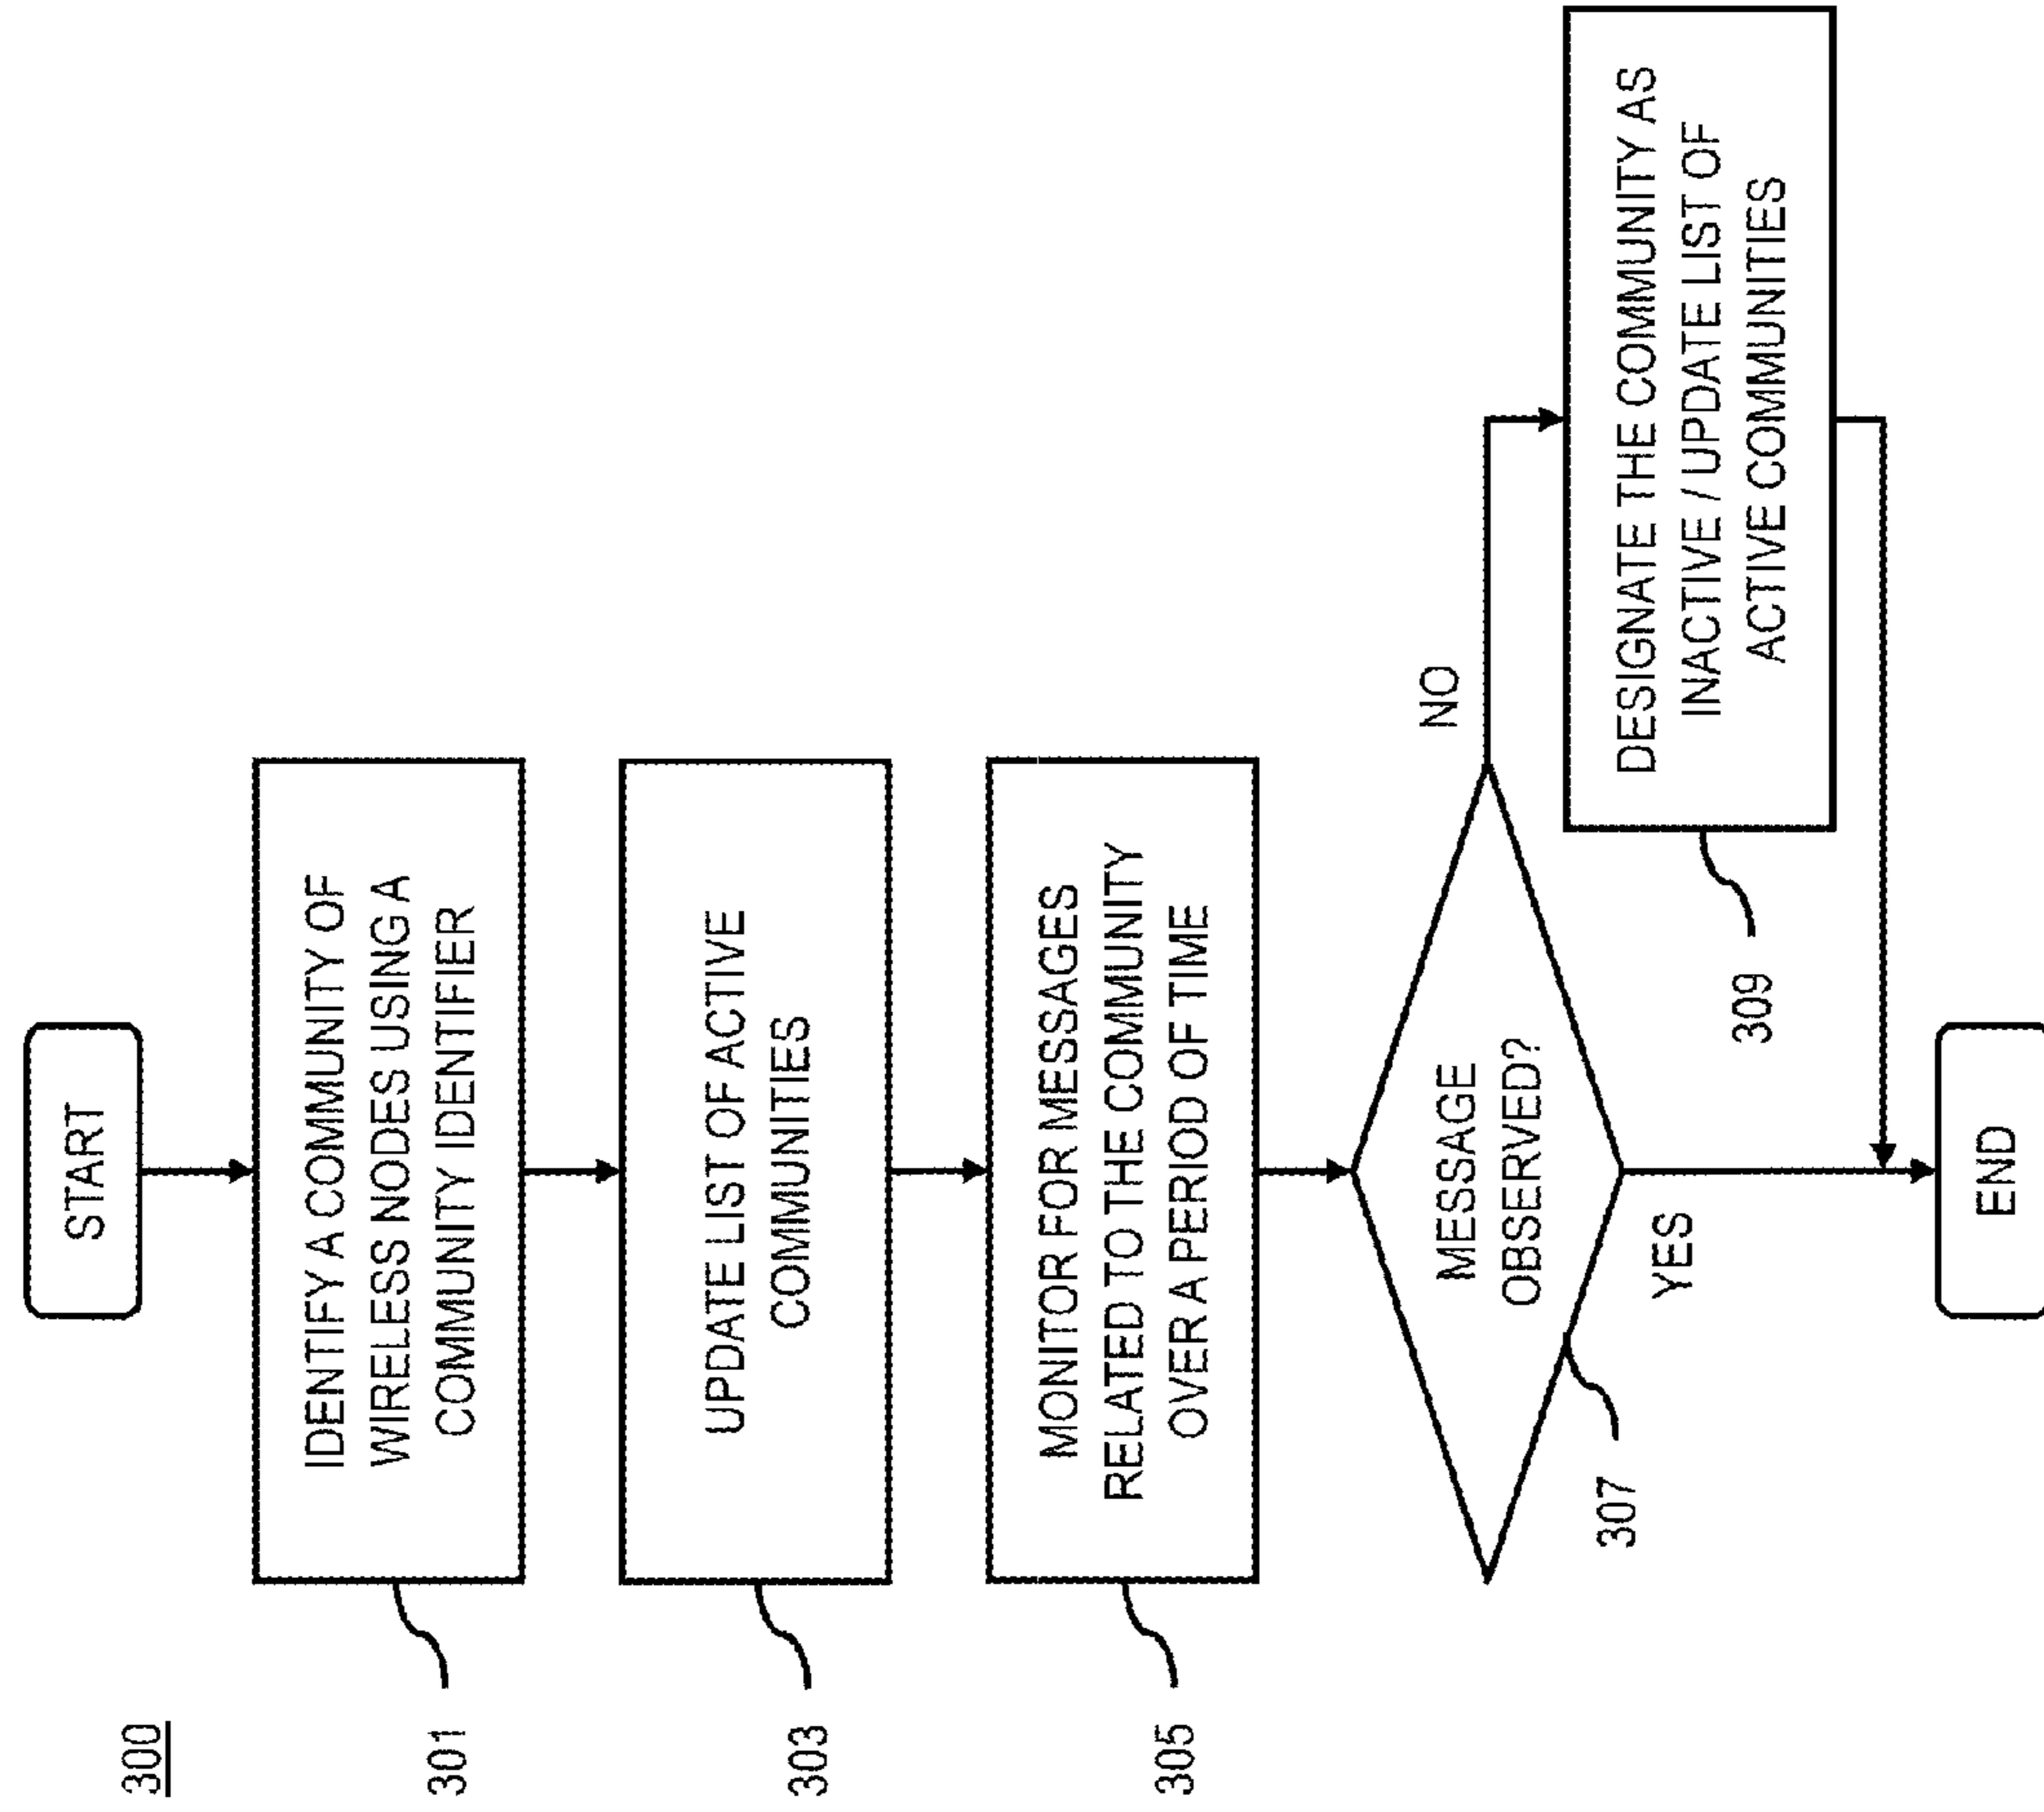 300
START
301
IDENTIFY A COMMUNITY OF
WIRELESS NODES USING A
COMMUNITY IDENTIFIER
303
UPDATE LIST OF ACTIVE
COMMUNITIES
305
MONITOR FOR MESSAGES
RELATED TO THE COMMUNITY
OVER A PERIOD OF TIME
307
MESSAGE
OBSERVED?
NO
YES
309
DESIGNATE THE COMMUNITY AS
INACTIVE / UPDATE LIST OF
ACTIVE COMMUNITIES
END